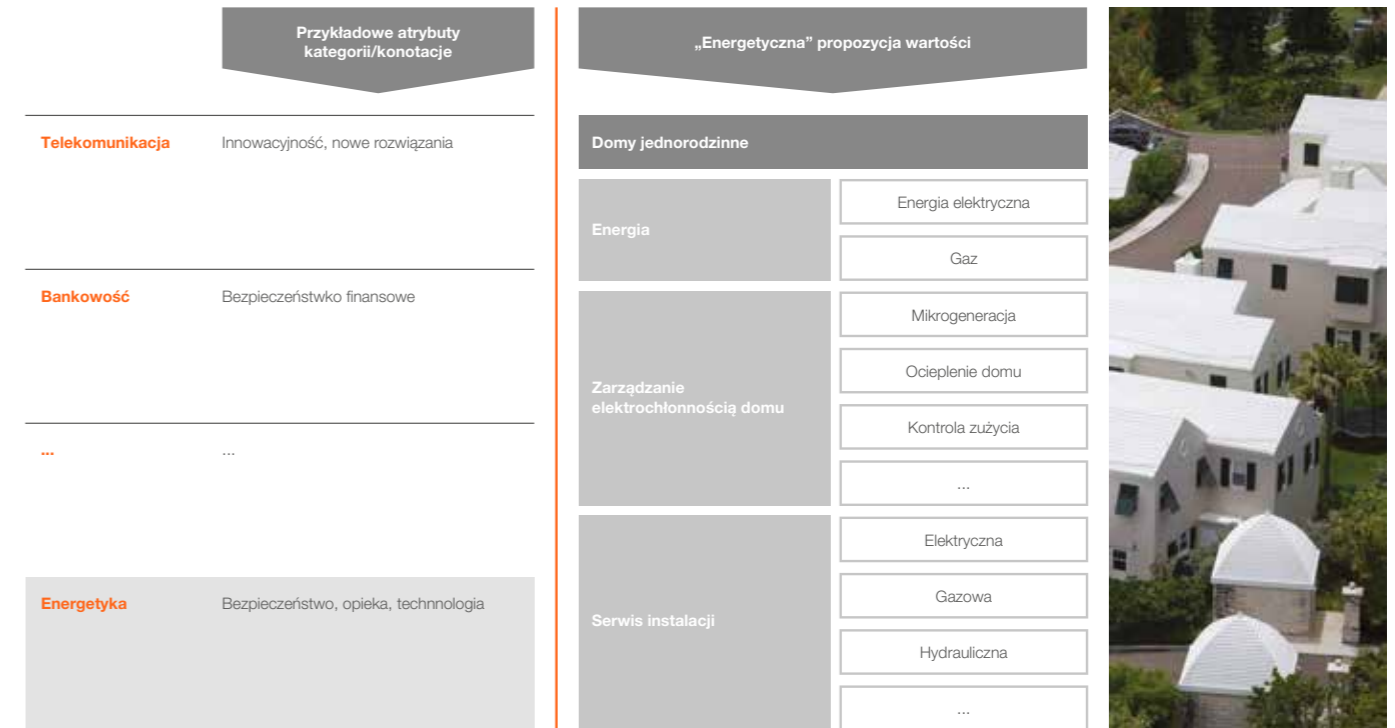 Przykładowe atrybuty
kategorii/konotacje
Telekomunikacja Innowacyjność, nowe rozwiązania
Bankowość Bezpieczeństwko finansowe
... ...
Energetyka Bezpieczeństwo, opieka, technnologia
„Energetyczna” propozycja wartości
Domy jednorodzinne
Energia
Energia elektryczna
Gaz
Zarządzanie
elektrochłonnością domu
Mikrogeneracja
Ocieplenie domu
Kontrola zużycia
...
Serwis instalacji
Elektryczna
Gazowa
Hydrauliczna
...